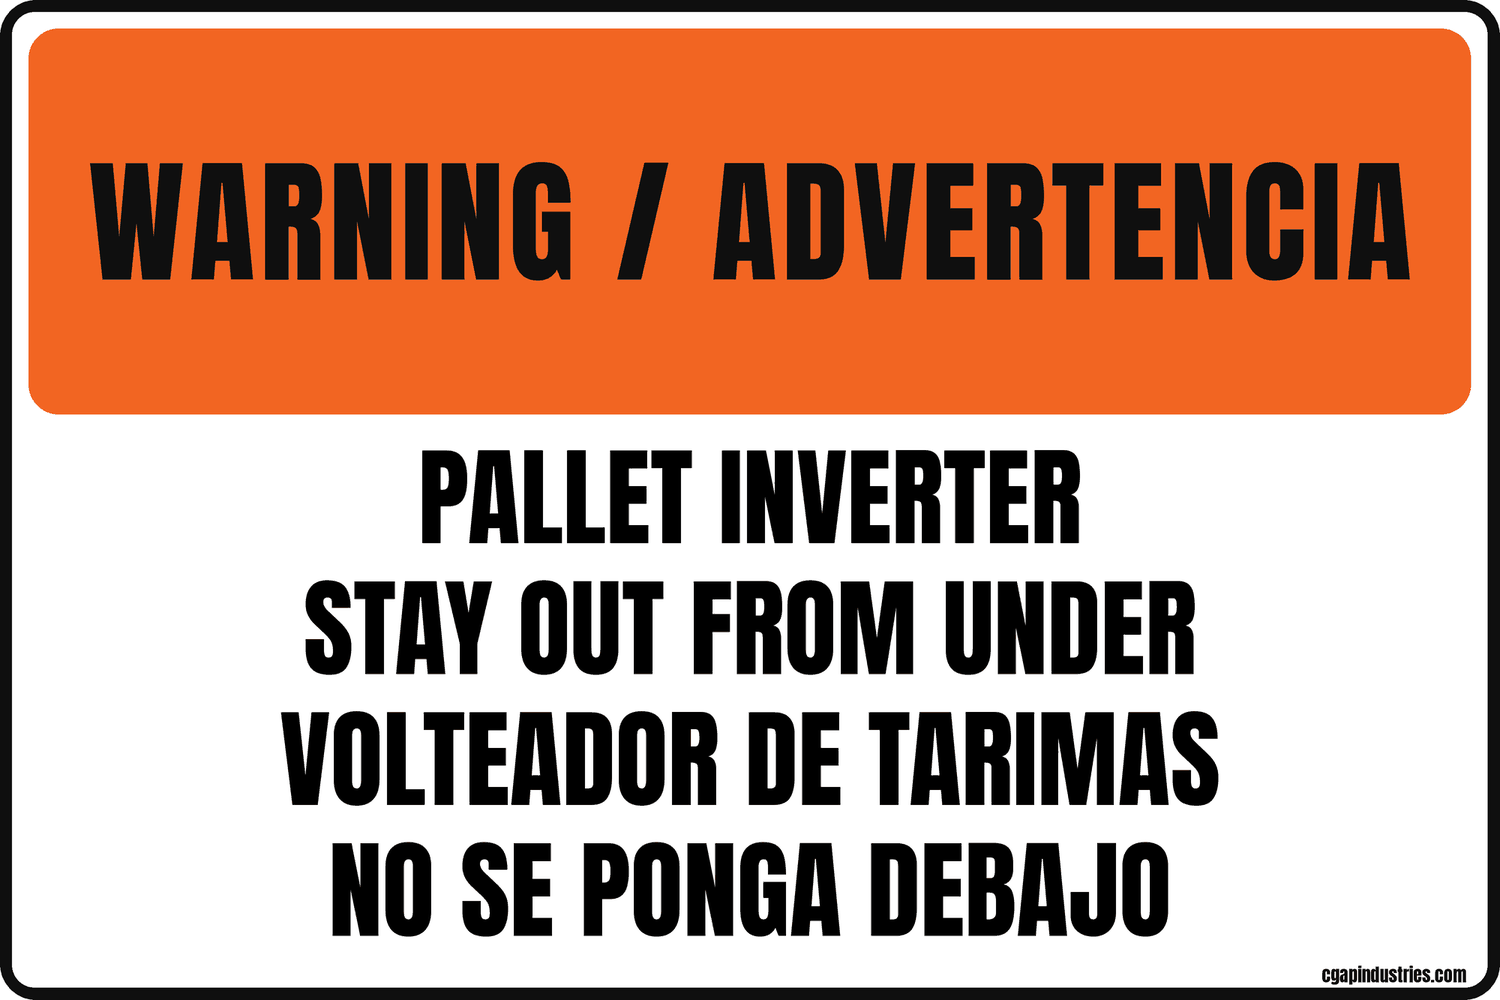 WARNING / ADVERTENCIA
PALLET INVERTER
STAY OUT FROM UNDER
VOLTEADOR DE TARIMAS
NO SE PONGA DEBAJO
cgapindustries.com